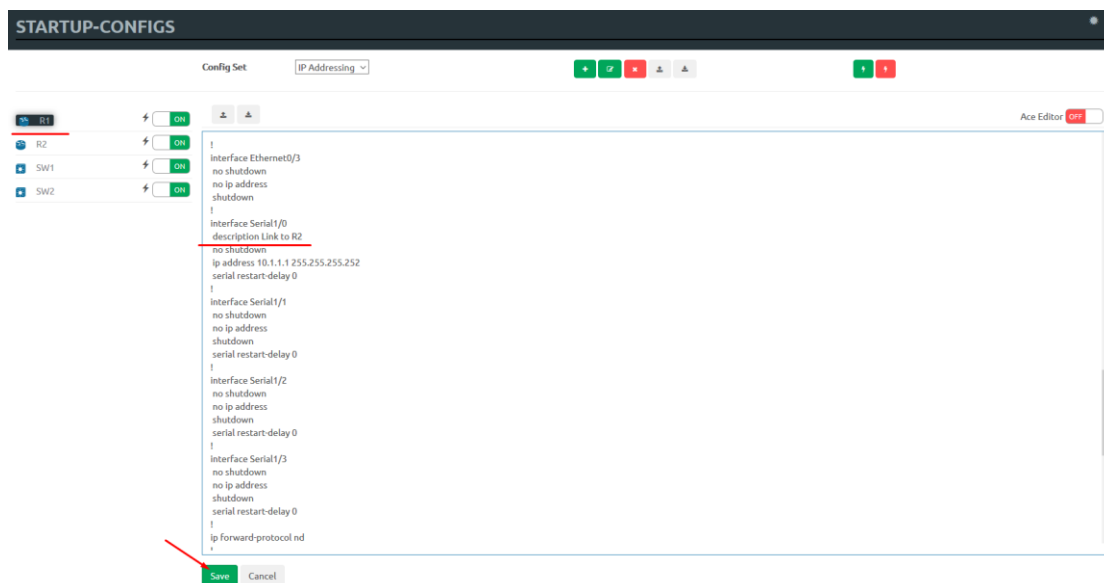 STARTUP-CONFIGS
Config Set IP Addressing
R1 ON
Ace Editor OFF
R2 ON
SW1 ON
SW2 ON
!
interface Ethernet0/3
no shutdown
no ip address
shutdown
!
interface Serial1/0
description Link to R2
no shutdown
ip address 10.1.1.1 255.255.255.252
serial restart-delay 0
!
interface Serial1/1
no shutdown
no ip address
shutdown
serial restart-delay 0
!
interface Serial1/2
no shutdown
no ip address
shutdown
serial restart-delay 0
!
interface Serial1/3
no shutdown
no ip address
shutdown
serial restart-delay 0
!
ip forward-protocol nd
!
Save Cancel